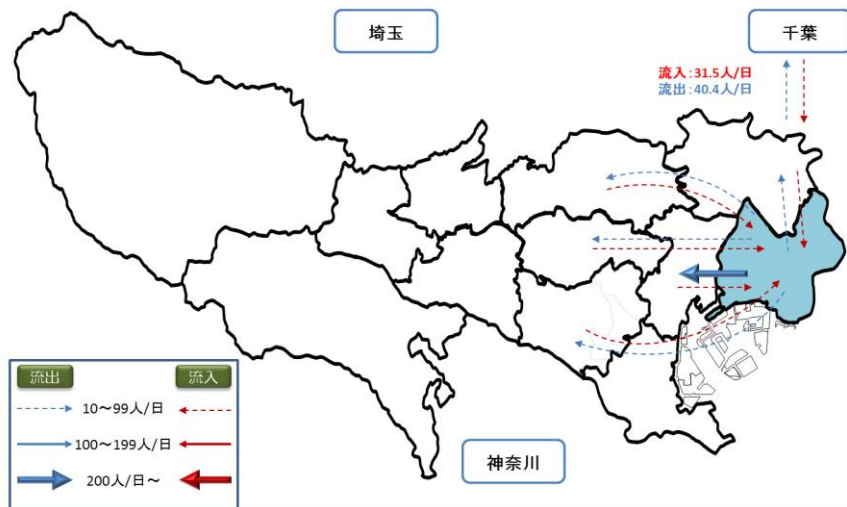 埼玉
千葉
流入:31.5人/日
流出:40.4人/日
流出
流入
10～99人/日
100～199人/日
200人/日～
神奈川